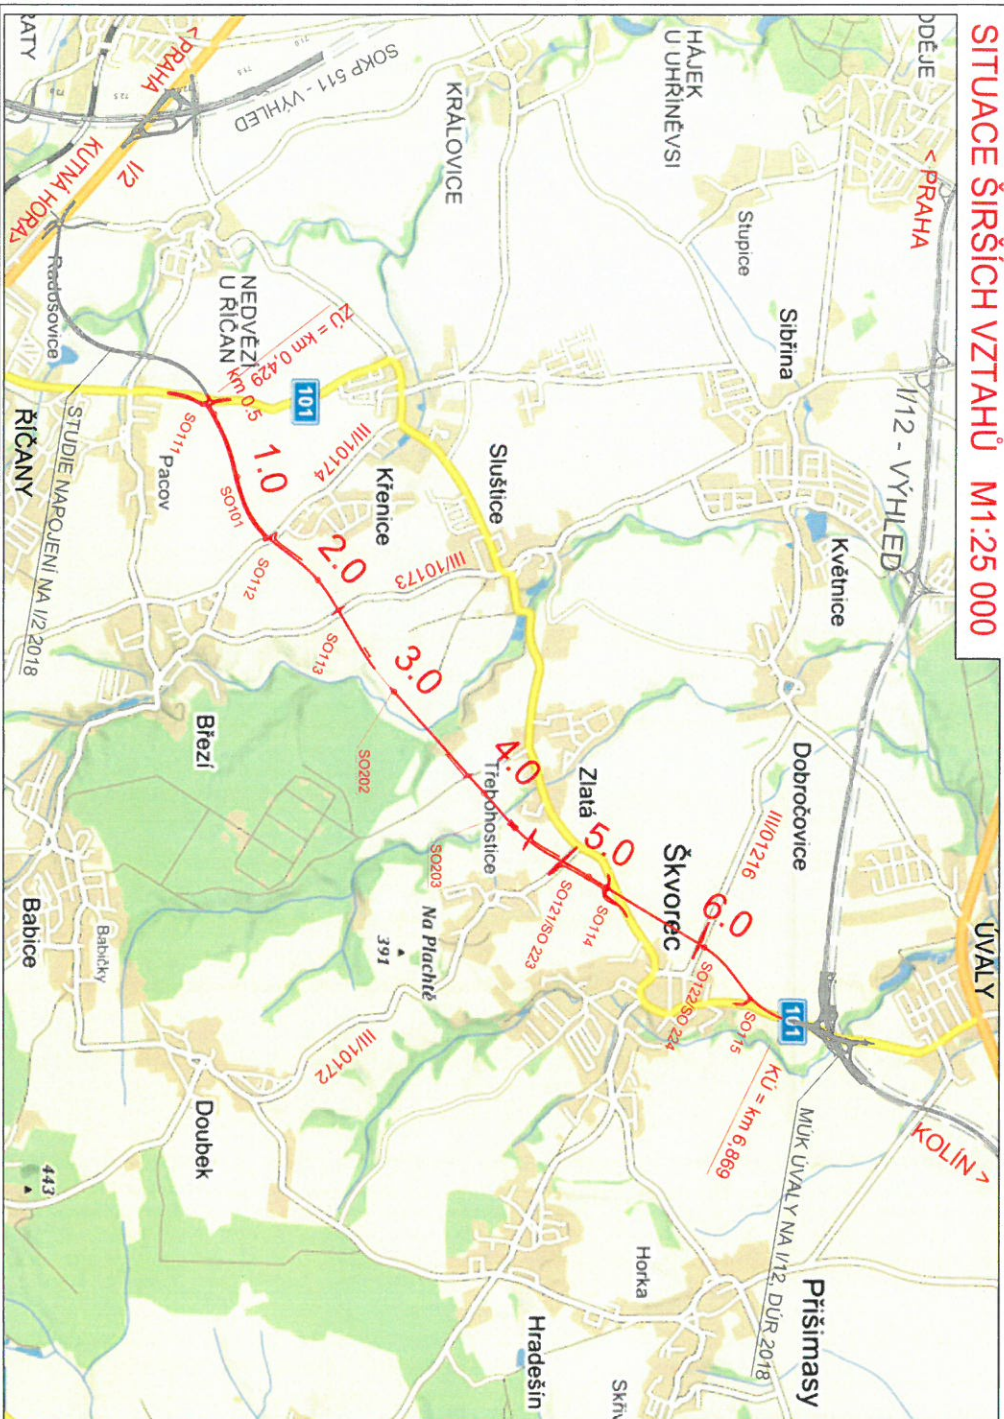 SITUACE ŠIRŠÍCH VZTAHŮ M1:25 000
DĚJE
< PRAHA
I/12 - VÝHLED
ÚVALY
KOLÍN >
HÁJEK
U UHŘÍNĚVSI
Stupice
Sibřina
Květnice
Dobročovice
III/01216
101
KÚ = km 6,869
MÚK ÚVALY NA I/12, DÚR 2018
Přišimasy
KRÁLOVICE
Sluštice
Zlatá
Škvorec
6.0
SO115
SO122/SO 224
Horka
Skřiv
SOKP 511 - VÝHLED
< PRAHA
I/2
KUTNÁ HORA>
ŘATY
NEDVĚZÍ
U ŘÍČAN
ZÚ = km 0,429
km 0.5
101
III/10174
Křenice
III/10173
4.0
5.0
Třebohostice
SO114
SO121/SO 223
SO203
Na Plachtě
391
III/10172
Hradešín
Radošovice
SO111
1.0
SO101
2.0
SO112
SO113
3.0
SO202
Pacov
Březí
STUDIE NAPOJENÍ NA I/2 2018
ŘÍČANY
Babice
Babičky
Doubek
443